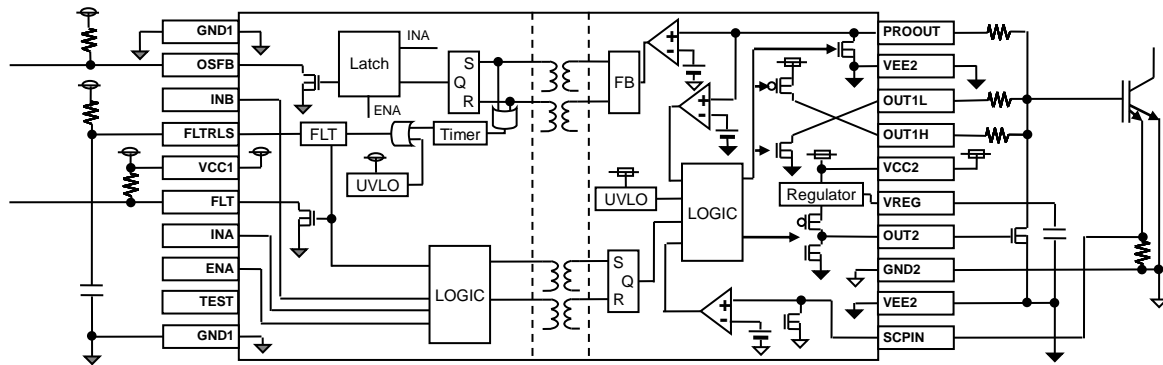 GND1
OSFB
INB
FLTRLS
VCC1
FLT
INA
ENA
TEST
GND1
Latch
INA
ENA
S
Q
R
FLT
Timer
UVLO
LOGIC
FB
+
-
+
-
UVLO
LOGIC
Regulator
S
Q
R
+
-
PROOUT
VEE2
OUT1L
OUT1H
VCC2
VREG
OUT2
GND2
VEE2
SCPIN